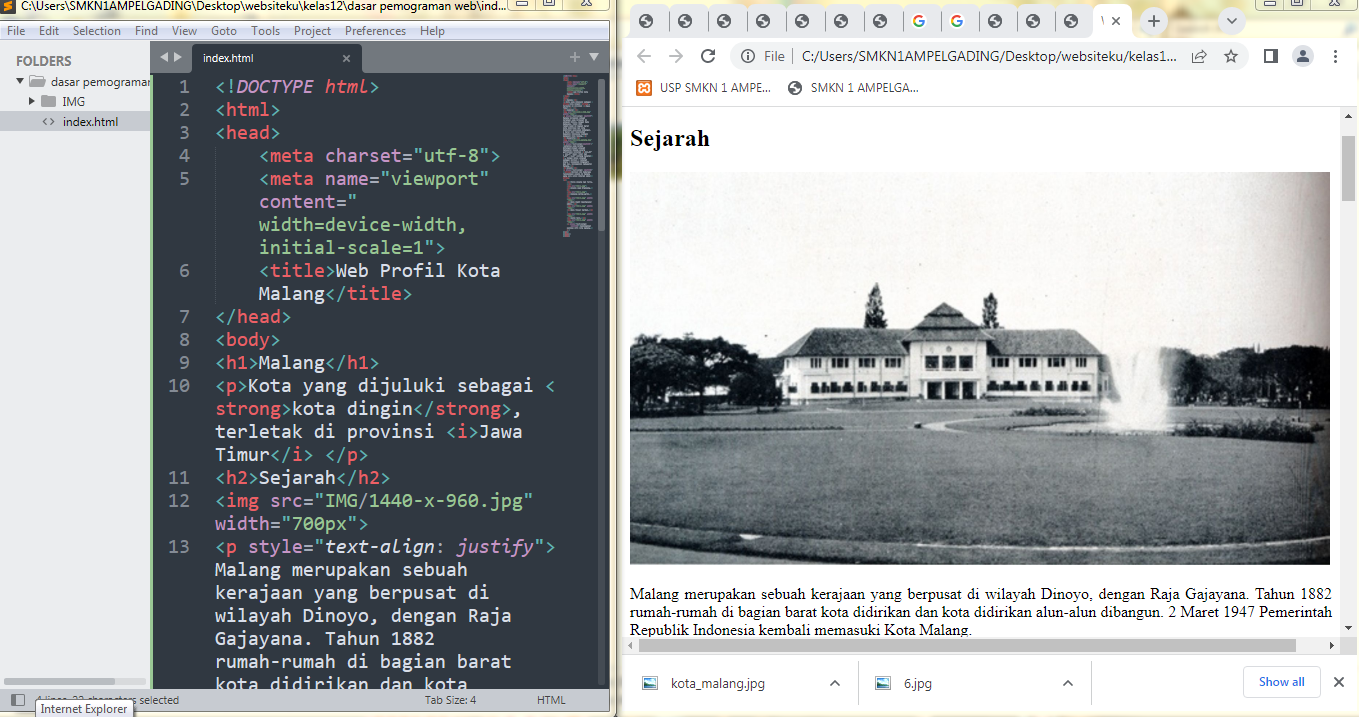 C:\Users\SMKN1AMPELGADING\Desktop\websiteku\kelas12\dasar pemograman web\ind...
File Edit Selection Find View Goto Tools Project Preferences Help
FOLDERS
dasar pemograman
IMG
index.html
index.html
1 <!DOCTYPE html>
2 <html>
3 <head>
4 <meta charset="utf-8">
5 <meta name="viewport"
content="
width=device-width,
initial-scale=1">
6 <title>Web Profil Kota
Malang</title>
7 </head>
8 <body>
9 <h1>Malang</h1>
10 <p>Kota yang dijuluki sebagai <
strong>kota dingin</strong>,
terletak di provinsi <i>Jawa
Timur</i> </p>
11 <h2>Sejarah</h2>
12 <img src="IMG/1440-x-960.jpg"
width="700px">
13 <p style="text-align: justify">
Malang merupakan sebuah
kerajaan yang berpusat di
wilayah Dinoyo, dengan Raja
Gajayana. Tahun 1882
rumah-rumah di bagian barat
kota didirikan dan kota
4 lines, 22 characters selected
Tab Size: 4
HTML
Internet Explorer
File C:/Users/SMKN1AMPELGADING/Desktop/websiteku/kelas1...
USP SMKN 1 AMPE...
SMKN 1 AMPELGA...
Sejarah
Malang merupakan sebuah kerajaan yang berpusat di wilayah Dinoyo, dengan Raja Gajayana. Tahun 1882
rumah-rumah di bagian barat kota didirikan dan kota didirikan alun-alun dibangun. 2 Maret 1947 Pemerintah
Republik Indonesia kembali memasuki Kota Malang.
kota_malang.jpg
6.jpg
Show all